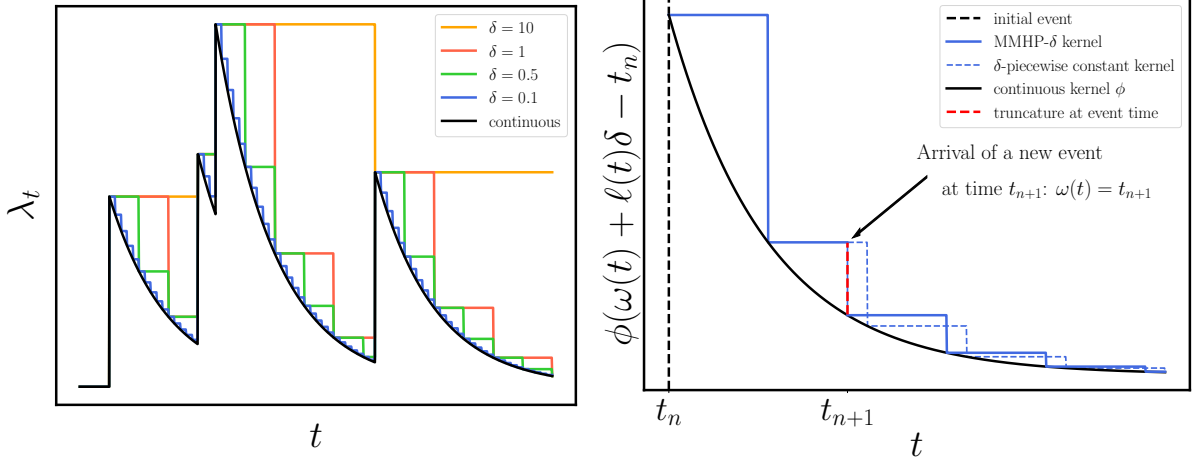 λ_t
δ = 10
δ = 1
δ = 0.5
δ = 0.1
continuous
t
ϕ(ω(t) + ℓ(t)δ − t_n)
initial event
MMHP-δ kernel
δ-piecewise constant kernel
continuous kernel ϕ
truncature at event time
Arrival of a new event
at time t_{n+1}: ω(t) = t_{n+1}
t_n
t_{n+1}
t